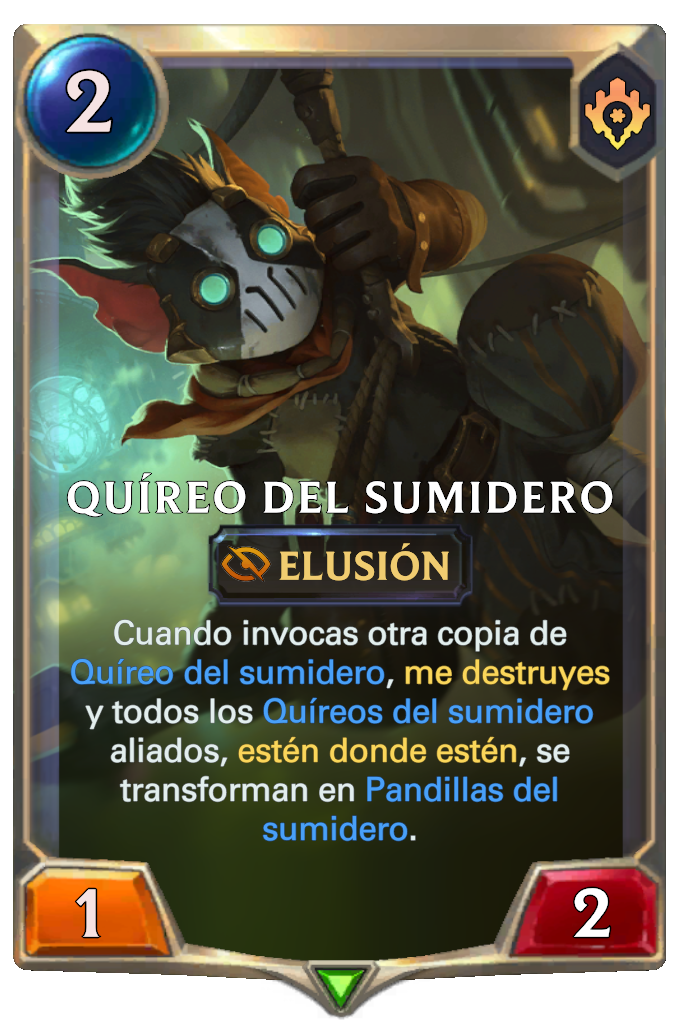 2
QUÍREO DEL SUMIDERO
ELUSIÓN
Cuando invocas otra copia de
Quíreo del sumidero, me destruyes
y todos los Quíreos del sumidero
aliados, estén donde estén, se
transforman en Pandillas del
sumidero.
1
2